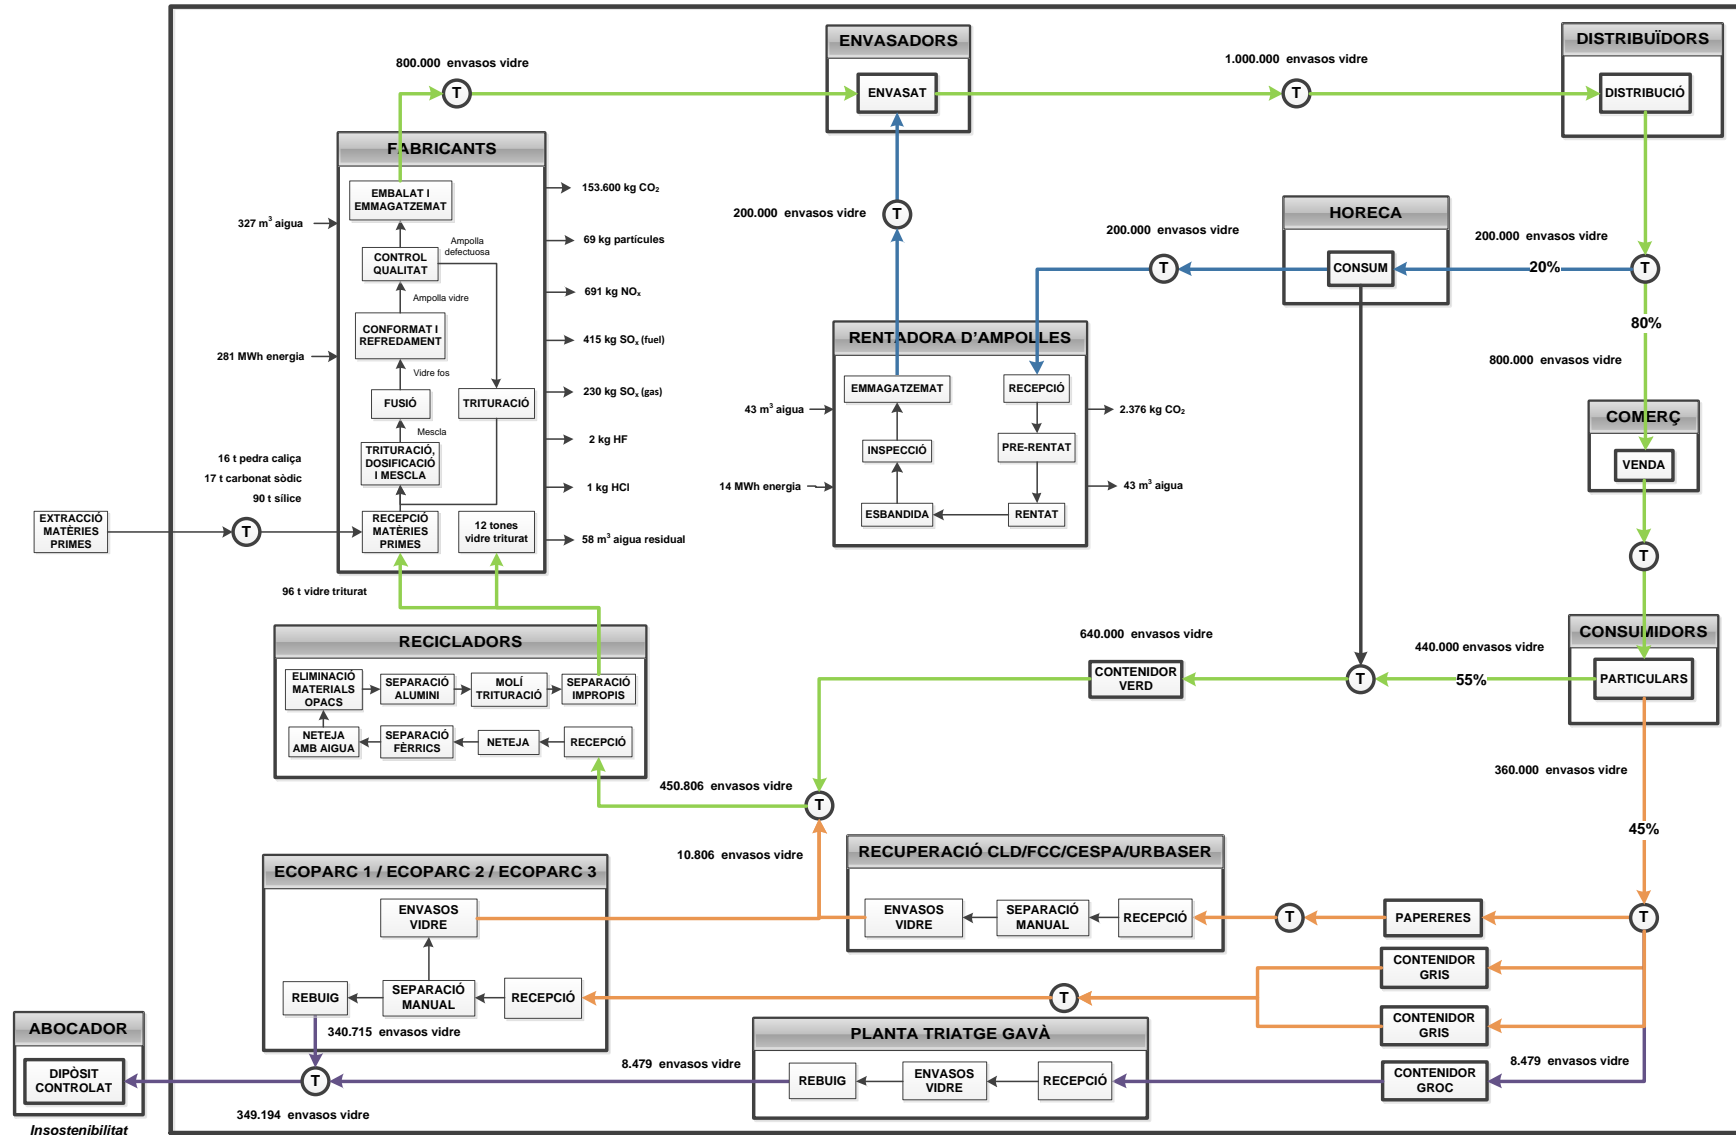 ENVASADORS
ENVASAT
DISTRIBUÏDORS
DISTRIBUCIÓ
800.000 envasos vidre
T
1.000.000 envasos vidre
T
FABRICANTS
EMBALAT I
EMMAGATZEMAT
Ampolla
defectuosa
CONTROL
QUALITAT
Ampolla vidre
CONFORMAT I
REFREDAMENT
Vidre fos
FUSIÓ
TRITURACIÓ
Mescla
TRITURACIÓ,
DOSIFICACIÓ
I MESCLA
RECEPCIÓ
MATÈRIES
PRIMES
12 tones
vidre triturat
327 m³ aigua
281 MWh energia
16 t pedra caliça
17 t carbonat sòdic
90 t sílice
EXTRACCIÓ
MATÈRIES
PRIMES
T
153.600 kg CO₂
69 kg partícules
691 kg NOₓ
415 kg SOₓ (fuel)
230 kg SOₓ (gas)
2 kg HF
1 kg HCl
58 m³ aigua residual
96 t vidre triturat
200.000 envasos vidre
T
HORECA
CONSUM
200.000 envasos vidre
T
200.000 envasos vidre
20%
T
80%
800.000 envasos vidre
RENTADORA D'AMPOLLES
EMMAGATZEMAT
RECEPCIÓ
INSPECCIÓ
PRE-RENTAT
ESBANDIDA
RENTAT
43 m³ aigua
14 MWh energia
2.376 kg CO₂
43 m³ aigua
COMERÇ
VENDA
T
CONSUMIDORS
PARTICULARS
440.000 envasos vidre
55%
T
640.000 envasos vidre
CONTENIDOR
VERD
RECICLADORS
ELIMINACIÓ
MATERIALS
OPACS
SEPARACIÓ
ALUMINI
MOLÍ
TRITURACIÓ
SEPARACIÓ
IMPROPIS
NETEJA
AMB AIGUA
SEPARACIÓ
FÈRRICS
NETEJA
RECEPCIÓ
450.806 envasos vidre
T
360.000 envasos vidre
45%
T
10.806 envasos vidre
ECOPARC 1 / ECOPARC 2 / ECOPARC 3
ENVASOS
VIDRE
REBUIG
SEPARACIÓ
MANUAL
RECEPCIÓ
340.715 envasos vidre
RECUPERACIÓ CLD/FCC/CESPA/URBASER
ENVASOS
VIDRE
SEPARACIÓ
MANUAL
RECEPCIÓ
T
PAPERERES
CONTENIDOR
GRIS
T
CONTENIDOR
GRIS
PLANTA TRIATGE GAVÀ
REBUIG
ENVASOS
VIDRE
RECEPCIÓ
CONTENIDOR
GROC
8.479 envasos vidre
8.479 envasos vidre
T
349.194 envasos vidre
ABOCADOR
DIPÒSIT
CONTROLAT
Insostenibilitat